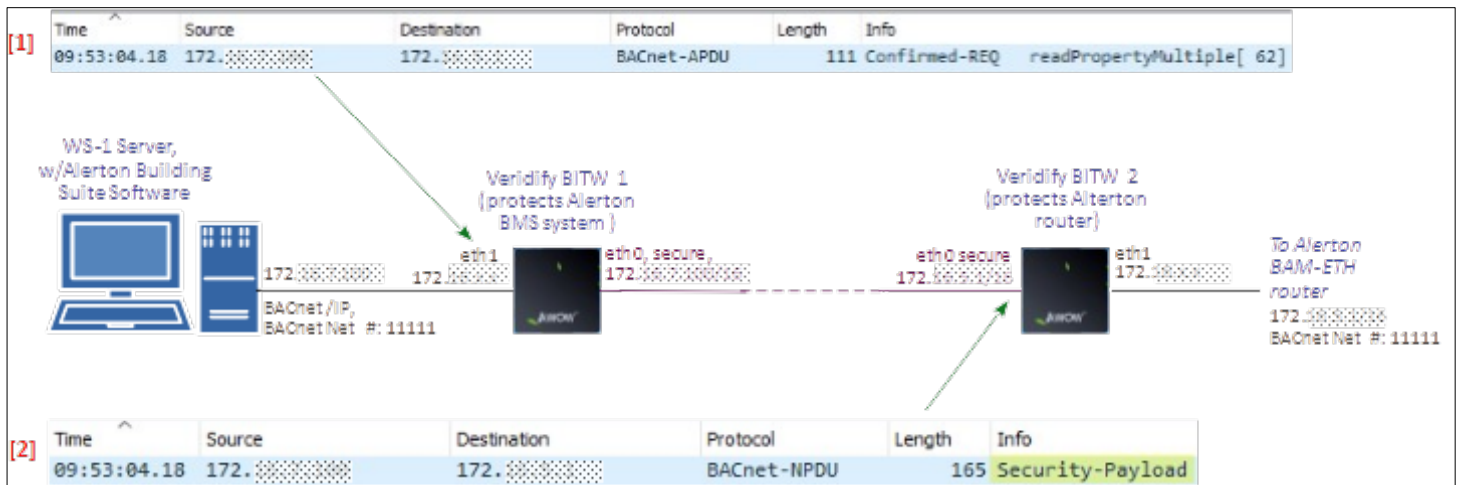 [1]
Time Source Destination Protocol Length Info
09:53:04.18 172. 172. BACnet-APDU 111 Confirmed-REQ readPropertyMultiple[ 62]
WS-1 Server,
w/Alerton Building
Suite Software
172.
BACnet/IP,
BACnet Net #: 11111
Veridify BITW 1
(protects Alerton
BMS system )
eth1
172.
eth0, secure,
172.
Veridify BITW 2
(protects Alterton
router)
eth0 secure
172.
eth1
172.
To Alerton
BAM-ETH
router
172.
BACnet Net #: 11111
[2]
Time Source Destination Protocol Length Info
09:53:04.18 172. 172. BACnet-NPDU 165 Security-Payload